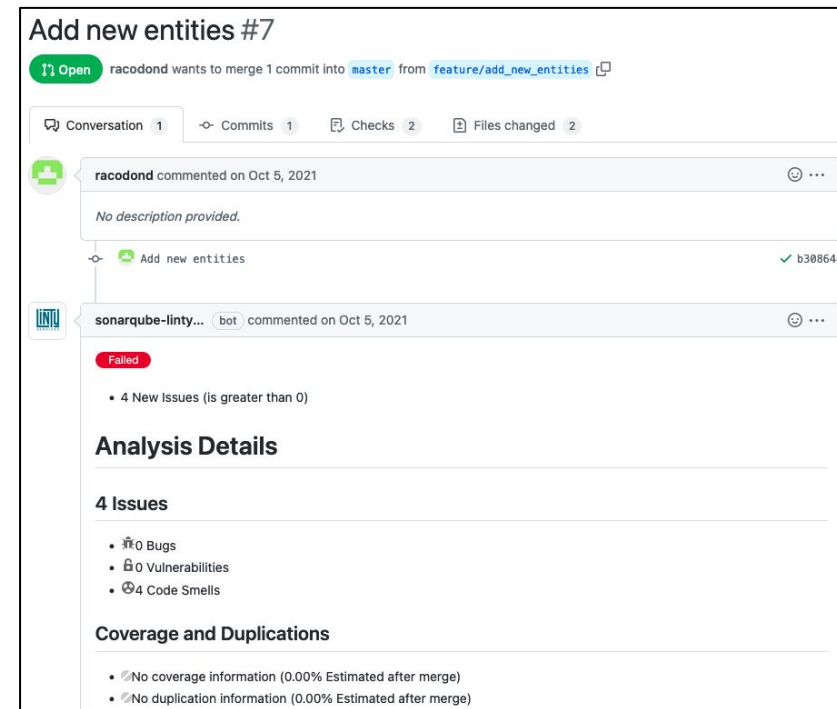 Add new entities #7
Open racodond wants to merge 1 commit into master from feature/add_new_entities
Conversation 1 Commits 1 Checks 2 Files changed 2
racodond commented on Oct 5, 2021
No description provided.
Add new entities b30864
LINTY
sonarqube-linty... bot commented on Oct 5, 2021
Failed
• 4 New Issues (is greater than 0)
Analysis Details
4 Issues
• 0 Bugs
• 0 Vulnerabilities
• 4 Code Smells
Coverage and Duplications
• No coverage information (0.00% Estimated after merge)
• No duplication information (0.00% Estimated after merge)